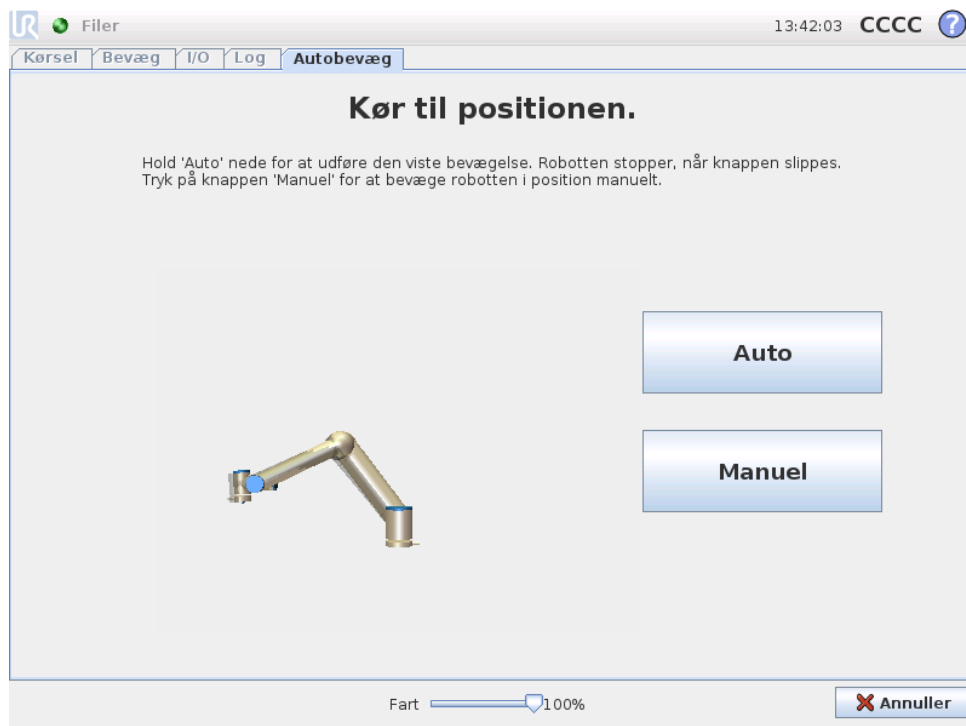 UR Filer 13:42:03 CCCC ?
Kørsel Bevæg I/O Log Autobevæg
Kør til positionen.
Hold 'Auto' nede for at udføre den viste bevægelse. Robotten stopper, når knappen slippes.
Tryk på knappen 'Manuel' for at bevæge robotten i position manuelt.
Auto
Manuel
Fart 100% Annuller